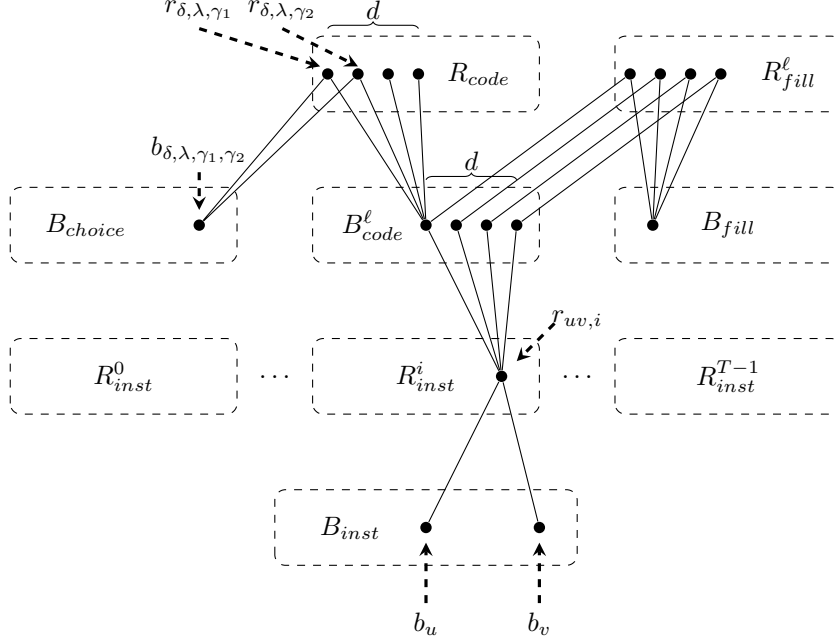 r_{δ,λ,γ_1} r_{δ,λ,γ_2}
d
R_{code} R^ℓ_{fill}
b_{δ,λ,γ_1,γ_2}
d
B_{choice} B^ℓ_{code} B_{fill}
r_{uv,i}
R^0_{inst} ··· R^i_{inst} ··· R^{T−1}_{inst}
B_{inst}
b_u b_v